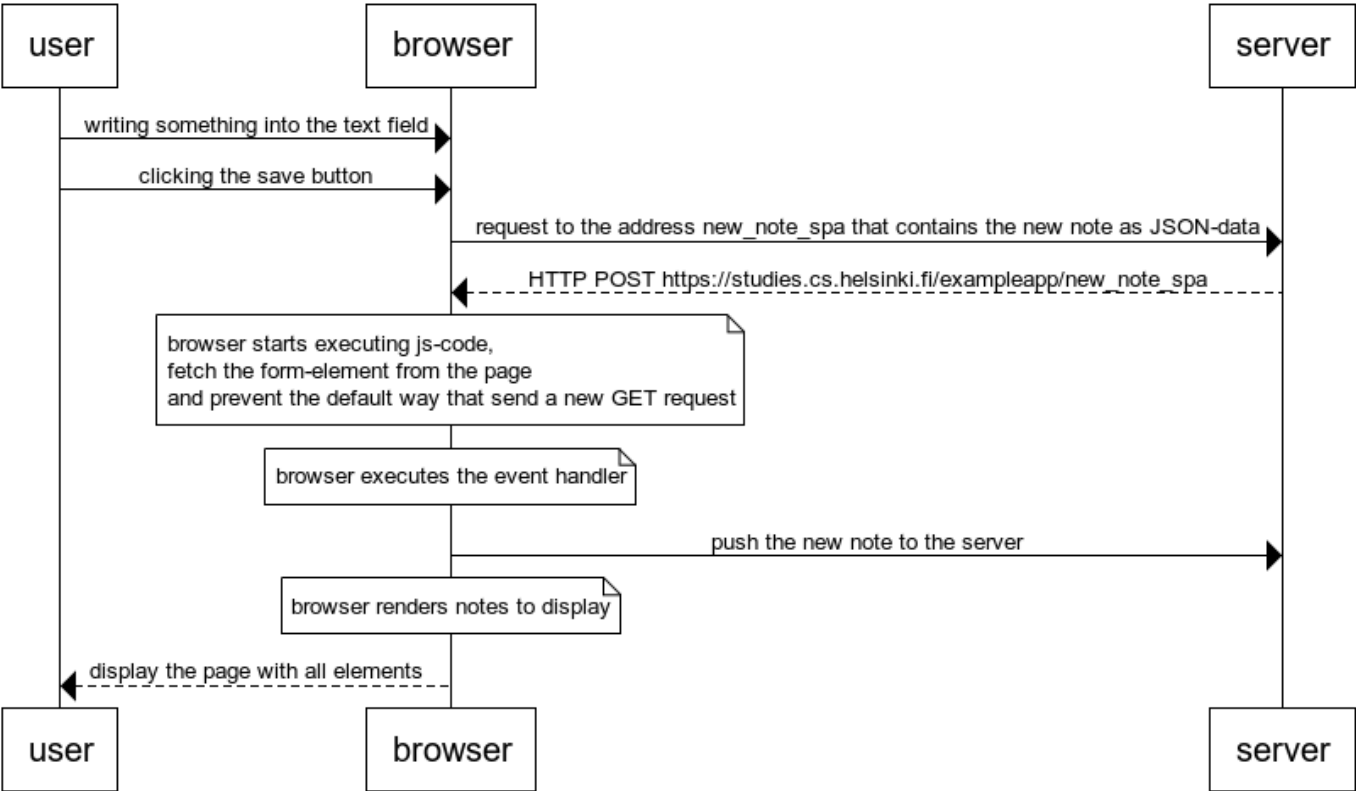 user
browser
server
writing something into the text field
clicking the save button
request to the address new_note_spa that contains the new note as JSON-data
HTTP POST https://studies.cs.helsinki.fi/exampleapp/new_note_spa
browser starts executing js-code,
fetch the form-element from the page
and prevent the default way that send a new GET request
browser executes the event handler
push the new note to the server
browser renders notes to display
display the page with all elements
user
browser
server